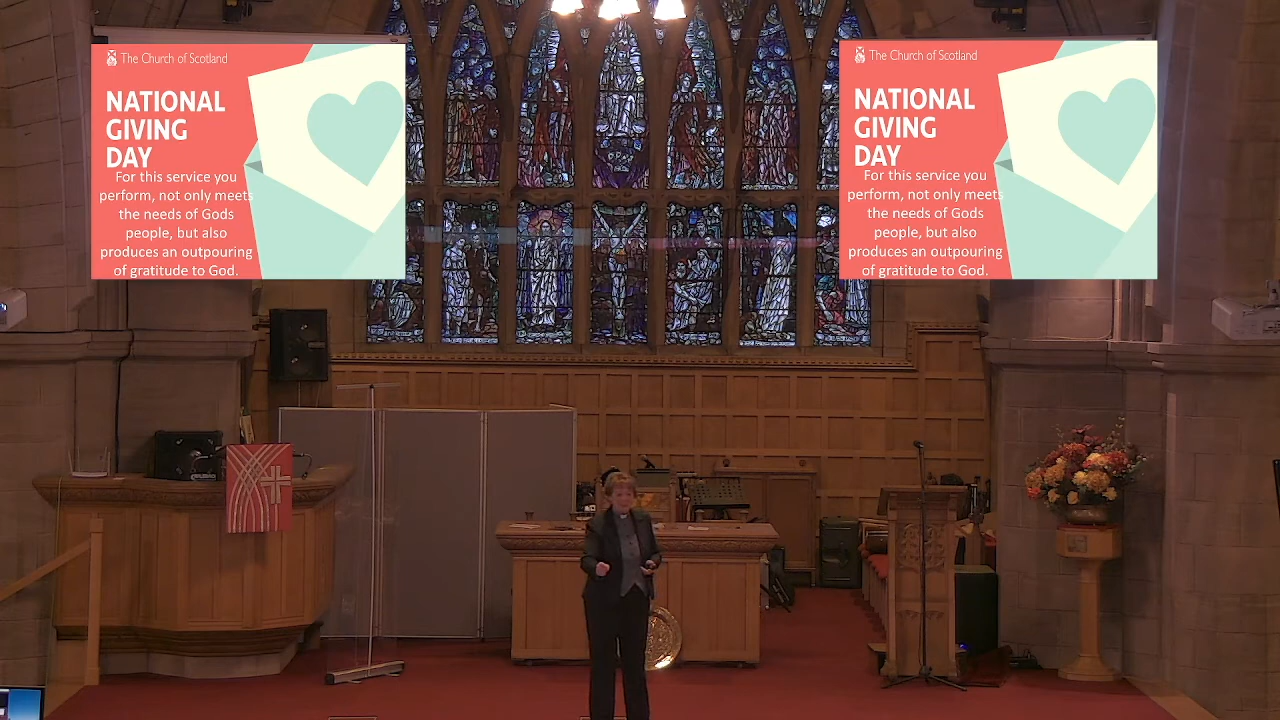 The Church of Scotland
NATIONAL
GIVING
DAY
For this service you
perform, not only meets
the needs of Gods
people, but also
produces an outpouring
of gratitude to God.
The Church of Scotland
NATIONAL
GIVING
DAY
For this service you
perform, not only meets
the needs of Gods
people, but also
produces an outpouring
of gratitude to God.